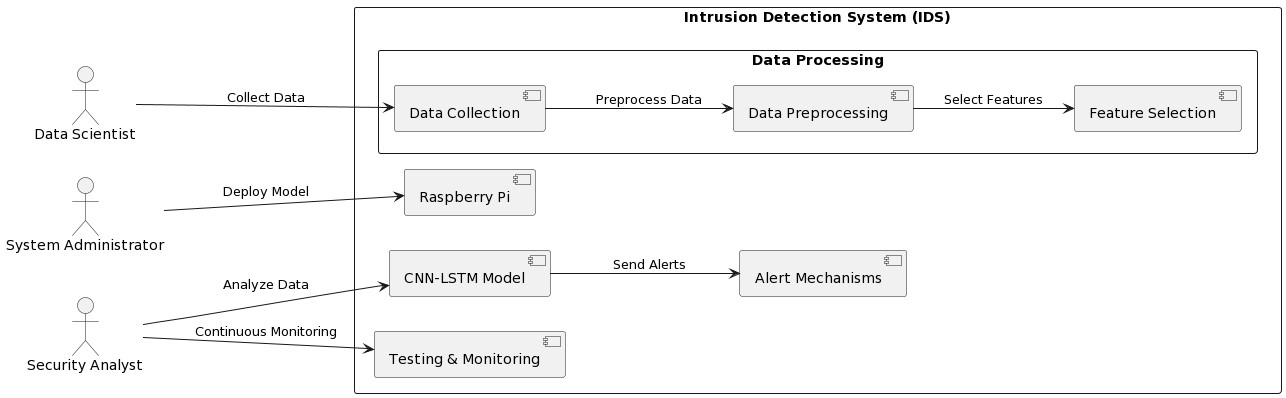 Intrusion Detection System (IDS)
Data Processing
Data Scientist
Collect Data
Data Collection
Preprocess Data
Data Preprocessing
Select Features
Feature Selection
System Administrator
Deploy Model
Raspberry Pi
Security Analyst
Analyze Data
CNN-LSTM Model
Send Alerts
Alert Mechanisms
Continuous Monitoring
Testing & Monitoring